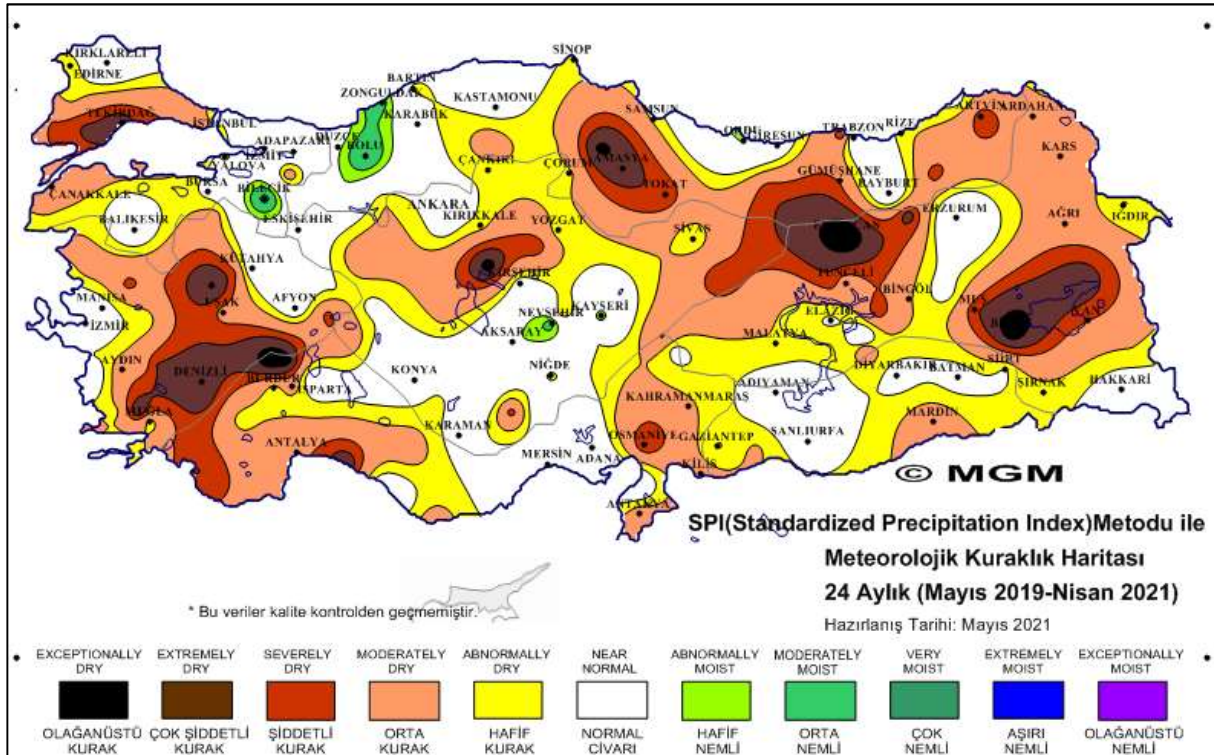 SİNOP
KIRKLARELİ
EDİRNE
BARTIN
ZONGULDAK
KASTAMONU
TEKİRDAĞ
İSTANBUL
KARABÜK
SAMSUN
ORDU
GİRESUN
TRABZON
RİZE
ARTVİN
ARDAHAN
ADAPAZARI
DÜZCE
İZMİT
YALOVA
BOLU
ÇANKIRI
ÇORUM
AMASYA
TOKAT
GÜMÜŞHANE
BAYBURT
KARS
ÇANAKKALE
BURSA
BİLECİK
ESKİŞEHİR
ANKARA
KIRIKKALE
YOZGAT
SİVAS
ERZURUM
AĞRI
IĞDIR
BALIKESİR
KÜTAHYA
KIRŞEHİR
TUNCELİ
BİNGÖL
MANİSA
UŞAK
AFYON
NEVŞEHİR
KAYSERİ
ELAZIĞ
İZMİR
AKSARAY
MALATYA
AYDIN
DENİZLİ
BURDUR
ISPARTA
KONYA
NİĞDE
ADIYAMAN
DİYARBAKIR
BATMAN
SİİRT
ŞIRNAK
HAKKARİ
MUĞLA
ANTALYA
KARAMAN
KAHRAMANMARAŞ
MARDİN
OSMANİYE
GAZİANTEP
ŞANLIURFA
MERSİN
ADANA
KİLİS
ANTAKYA
© MGM
SPI(Standardized Precipitation Index)Metodu ile
Meteorolojik Kuraklık Haritası
24 Aylık (Mayıs 2019-Nisan 2021)
Hazırlanış Tarihi: Mayıs 2021
* Bu veriler kalite kontrolden geçmemiştir.
EXCEPTIONALLY DRY
EXTREMELY DRY
SEVERELY DRY
MODERATELY DRY
ABNORMALLY DRY
NEAR NORMAL
ABNORMALLY MOIST
MODERATELY MOIST
VERY MOIST
EXTREMELY MOIST
EXCEPTIONALLY MOIST
OLAĞANÜSTÜ KURAK
ÇOK ŞİDDETLİ KURAK
ŞİDDETLİ KURAK
ORTA KURAK
HAFİF KURAK
NORMAL CİVARI
HAFİF NEMLİ
ORTA NEMLİ
ÇOK NEMLİ
AŞIRI NEMLİ
OLAĞANÜSTÜ NEMLİ